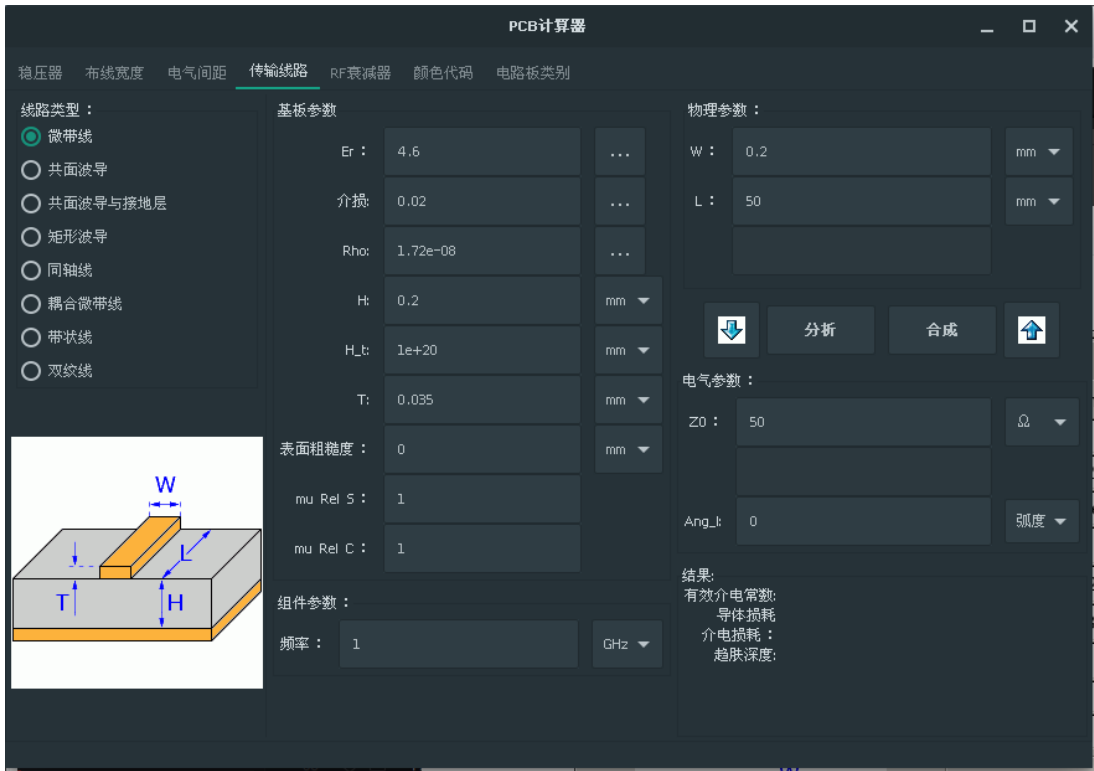 PCB计算器
稳压器 布线宽度 电气间距 传输线路 RF衰减器 颜色代码 电路板类别
线路类型：
微带线
共面波导
共面波导与接地层
矩形波导
同轴线
耦合微带线
带状线
双绞线
W
L
T
H
基板参数
Er： 4.6 ...
介损: 0.02 ...
Rho: 1.72e-08 ...
H: 0.2 mm
H_t: 1e+20 mm
T: 0.035 mm
表面粗糙度： 0 mm
mu Rel S： 1
mu Rel C： 1
组件参数：
频率： 1 GHz
物理参数：
W： 0.2 mm
L： 50 mm
分析 合成
电气参数：
Z0： 50 Ω
Ang_l: 0 弧度
结果:
有效介电常数:
导体损耗
介电损耗：
趋肤深度: